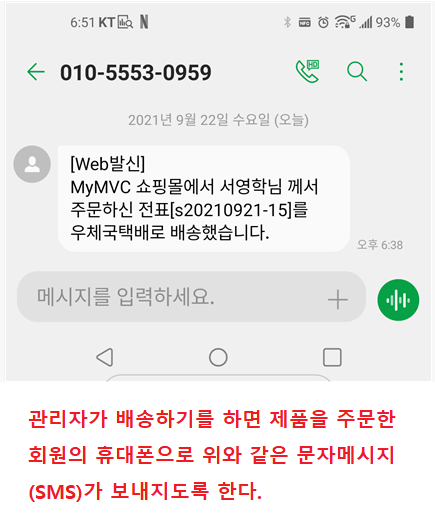 6:51 KT N 93%
010-5553-0959 HD
2021년 9월 22일 수요일 (오늘)
[Web발신]
MyMVC 쇼핑몰에서 서영학님 께서
주문하신 전표[s20210921-15]를
우체국택배로 배송했습니다.
오후 6:38
메시지를 입력하세요.
관리자가 배송하기를 하면 제품을 주문한
회원의 휴대폰으로 위와 같은 문자메시지
(SMS)가 보내지도록 한다.